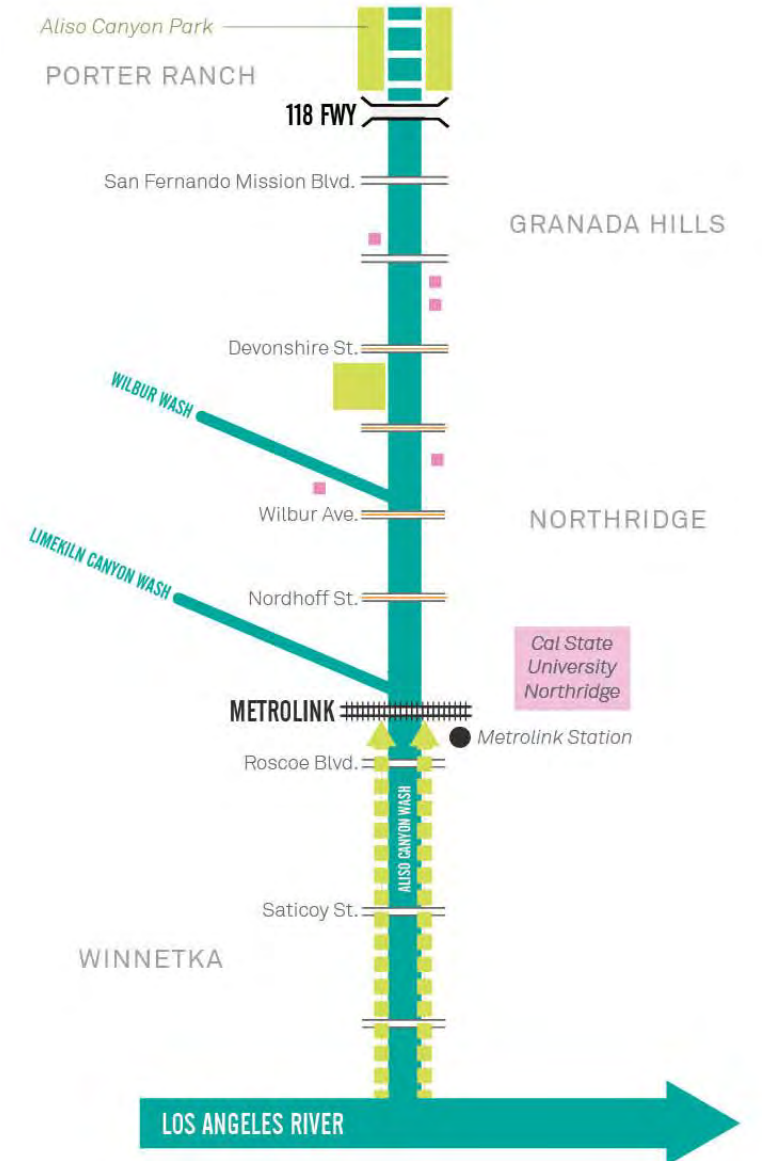 Aliso Canyon Park
PORTER RANCH
118 FWY
San Fernando Mission Blvd.
GRANADA HILLS
Devonshire St.
WILBUR WASH
Wilbur Ave.
NORTHRIDGE
LIMEKILN CANYON WASH
Nordhoff St.
Cal State
University
Northridge
METROLINK
Metrolink Station
Roscoe Blvd.
ALISO CANYON WASH
Saticoy St.
WINNETKA
LOS ANGELES RIVER